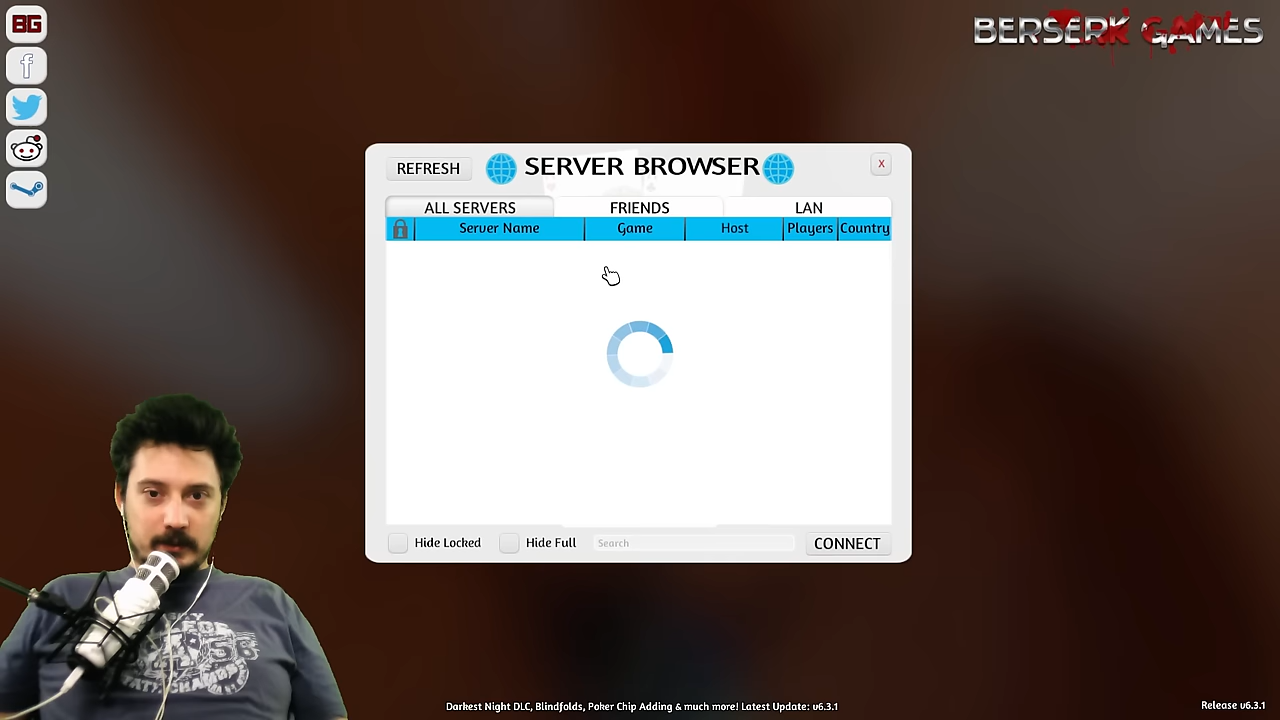 BG
BERSERK GAMES
REFRESH
SERVER BROWSER
X
ALL SERVERS
FRIENDS
LAN
Server Name
Game
Host
Players
Country
Hide Locked
Hide Full
Search
CONNECT
Darkest Night DLC, Blindfolds, Poker Chip Adding & much more! Latest Update: v6.3.1
Release v6.3.1